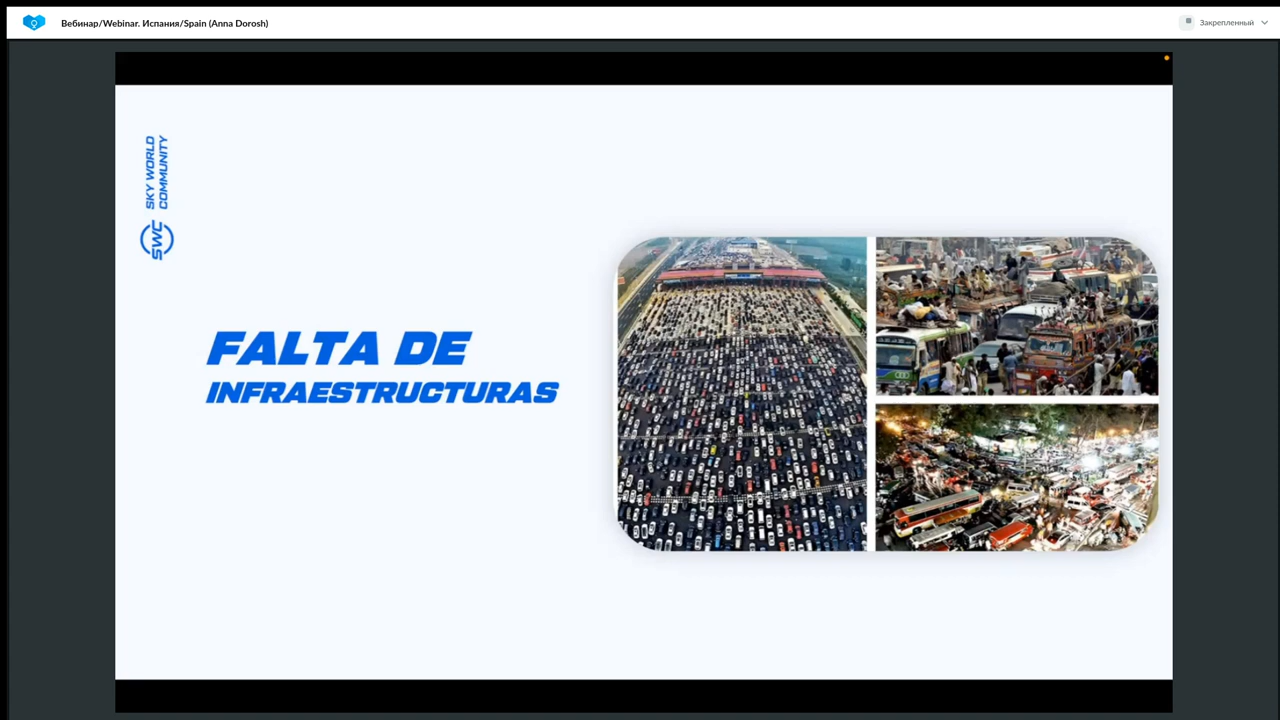 Вебинар/Webinar. Испания/Spain (Anna Dorosh)
Закрепленный
SWC
SKY WORLD
COMMUNITY
FALTA DE
INFRAESTRUCTURAS